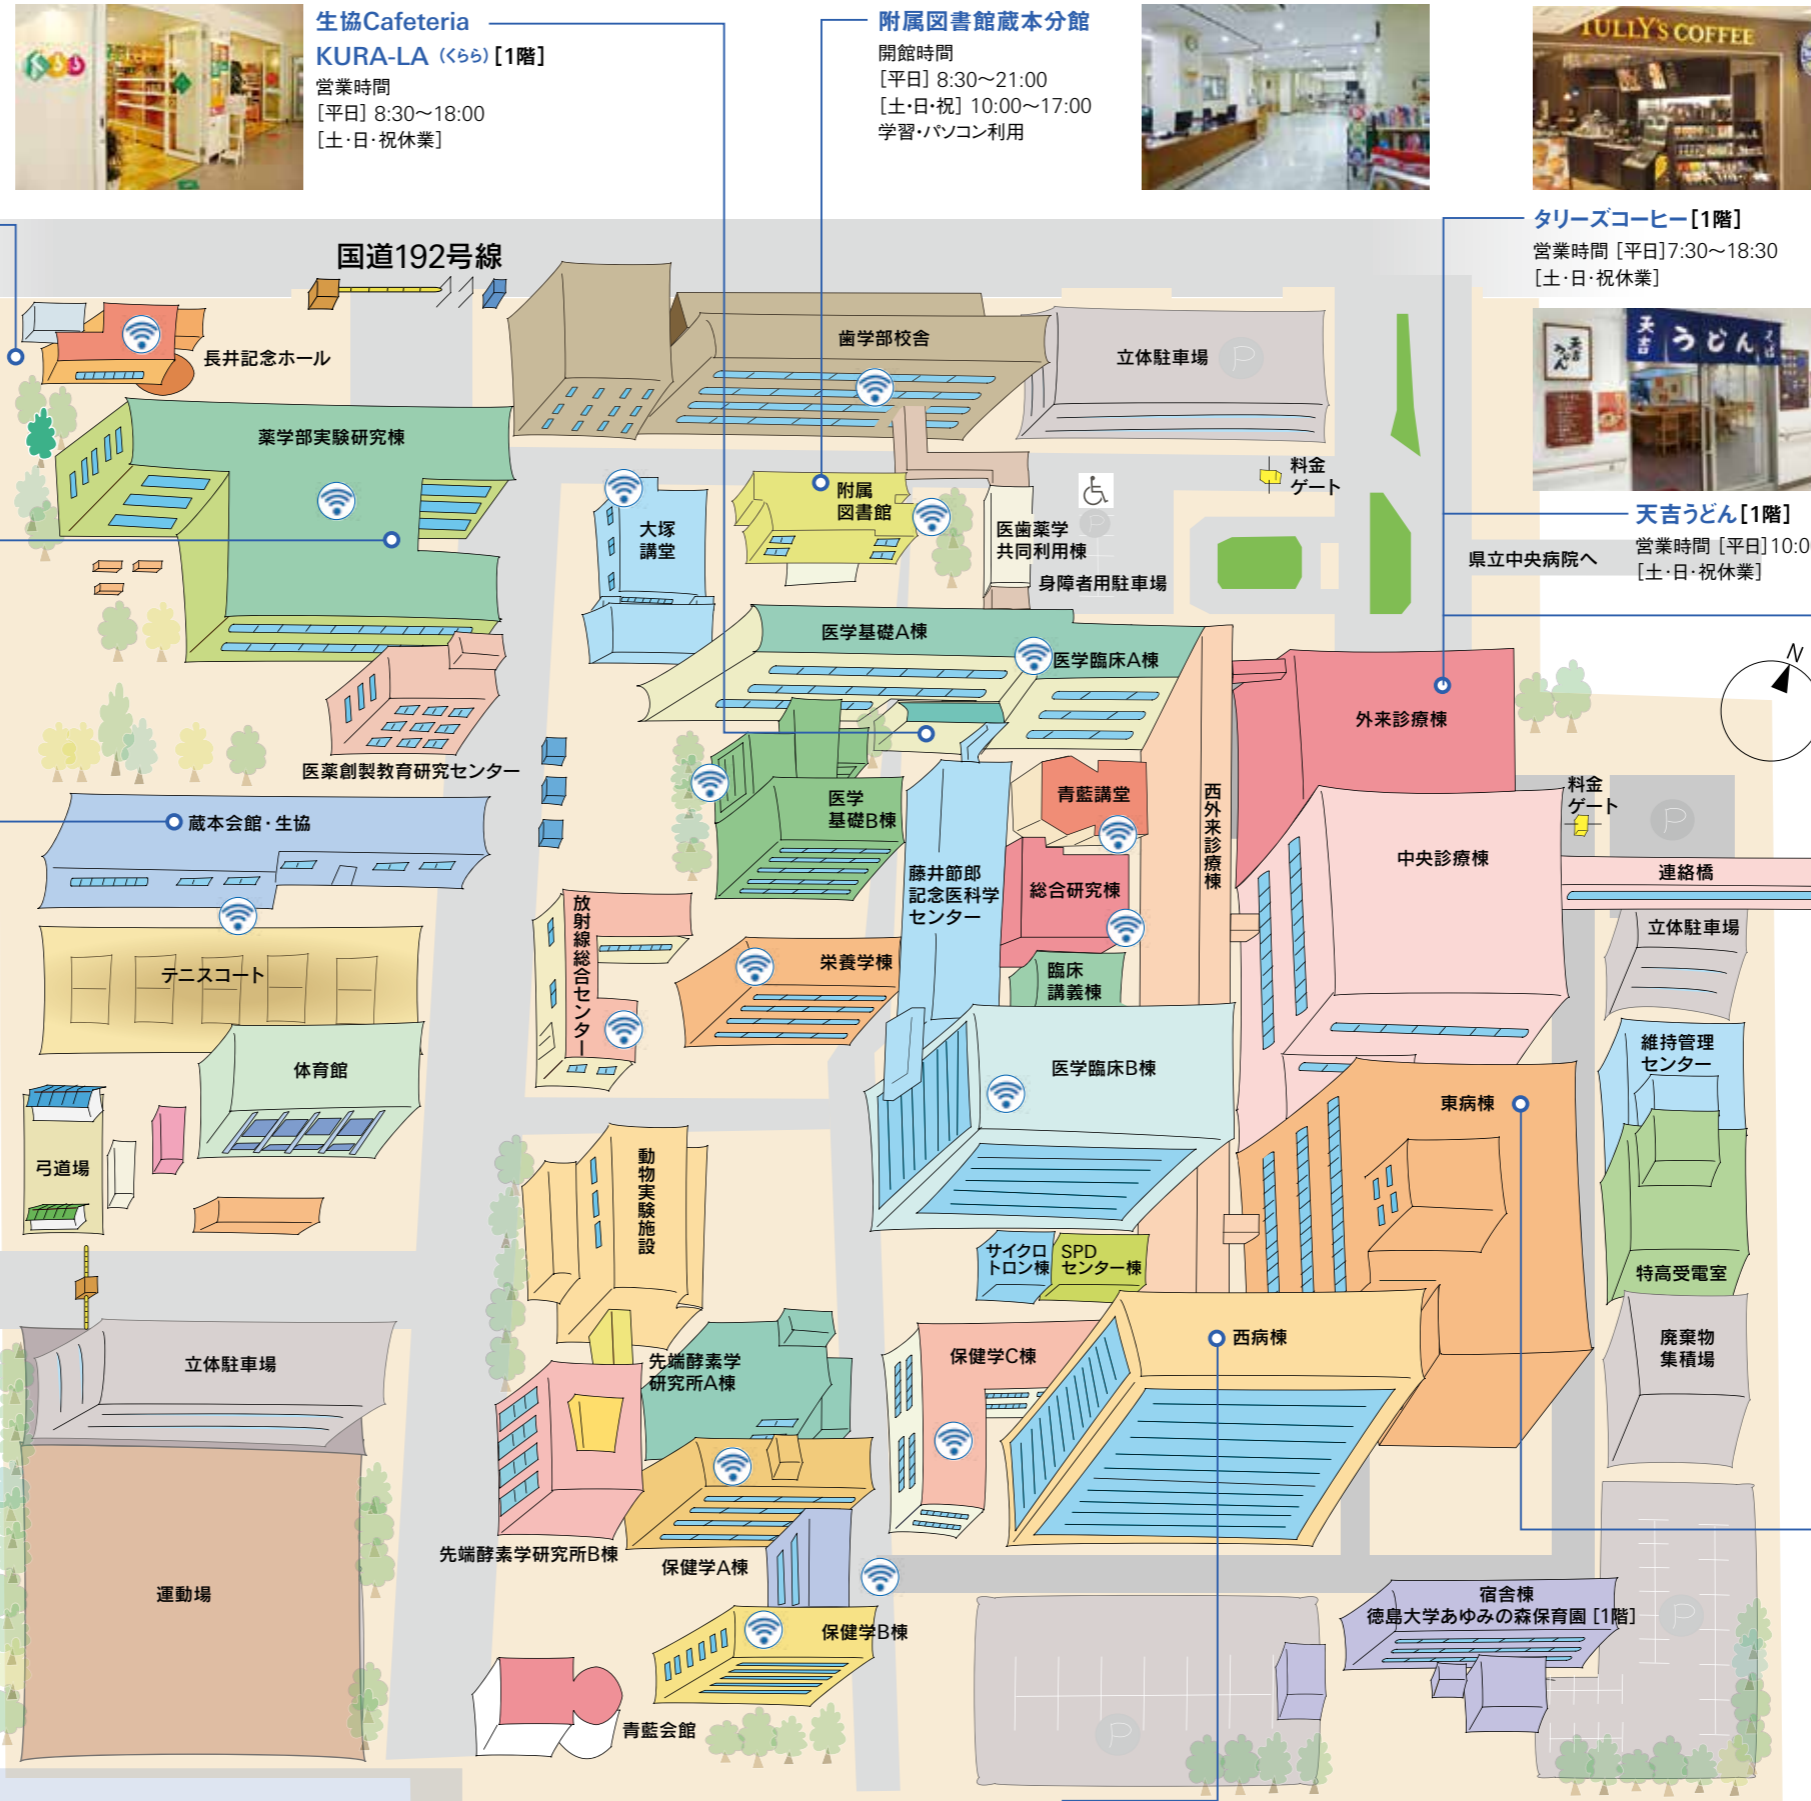 生協Cafeteria
KURA-LA（くらら）[1階]
営業時間
[平日] 8:30〜18:00
[土・日・祝休業]
附属図書館蔵本分館
開館時間
[平日] 8:30〜21:00
[土・日・祝] 10:00〜17:00
学習・パソコン利用
TULLY'S COFFEE
タリーズコーヒー[1階]
営業時間 [平日]7:30〜18:30
[土・日・祝休業]
天吉
うどん
天吉うどん[1階]
営業時間 [平日]10:0
[土・日・祝休業]
国道192号線
長井記念ホール
歯学部校舎
立体駐車場
P
薬学部実験研究棟
料金
ゲート
大塚
講堂
附属
図書館
医歯薬学
共同利用棟
P
身障者用駐車場
県立中央病院へ
医学基礎A棟
医学臨床A棟
N
外来診療棟
医薬創製教育研究センター
蔵本会館・生協
医学
基礎B棟
青藍講堂
西外来診療棟
料金
ゲート
P
藤井節郎
記念医科学
センター
総合研究棟
中央診療棟
連絡橋
立体駐車場
放射線総合センター
栄養学棟
臨床
講義棟
テニスコート
体育館
医学臨床B棟
維持管理
センター
東病棟
弓道場
動物実験施設
サイクロ
トロン棟
SPD
センター棟
特高受電室
立体駐車場
先端酵素学
研究所A棟
保健学C棟
西病棟
廃棄物
集積場
先端酵素学研究所B棟
保健学A棟
運動場
宿舎棟
徳島大学あゆみの森保育園 [1階]
P
保健学B棟
青藍会館
P